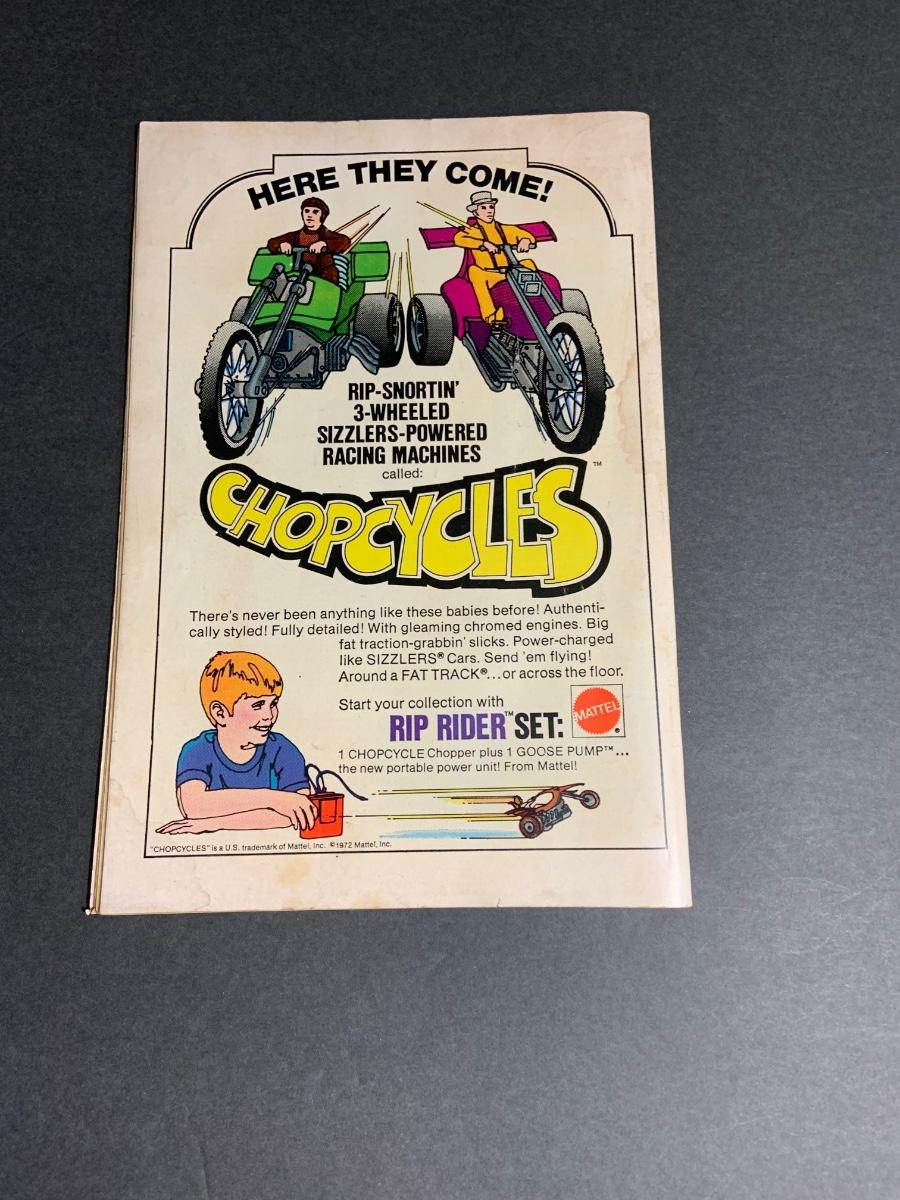 HERE THEY COME!
RIP-SNORTIN'
3-WHEELED
SIZZLERS-POWERED
RACING MACHINES
called:
CHOPCYCLES™
There's never been anything like these babies before! Authenti-
cally styled! Fully detailed! With gleaming chromed engines. Big
fat traction-grabbin' slicks. Power-charged
like SIZZLERS® Cars. Send 'em flying!
Around a FAT TRACK®...or across the floor.
Start your collection with
RIP RIDER™ SET:
MATTEL®
1 CHOPCYCLE Chopper plus 1 GOOSE PUMP™...
the new portable power unit! From Mattel!
"CHOPCYCLES" is a U.S. trademark of Mattel, Inc. ©1972 Mattel, Inc.